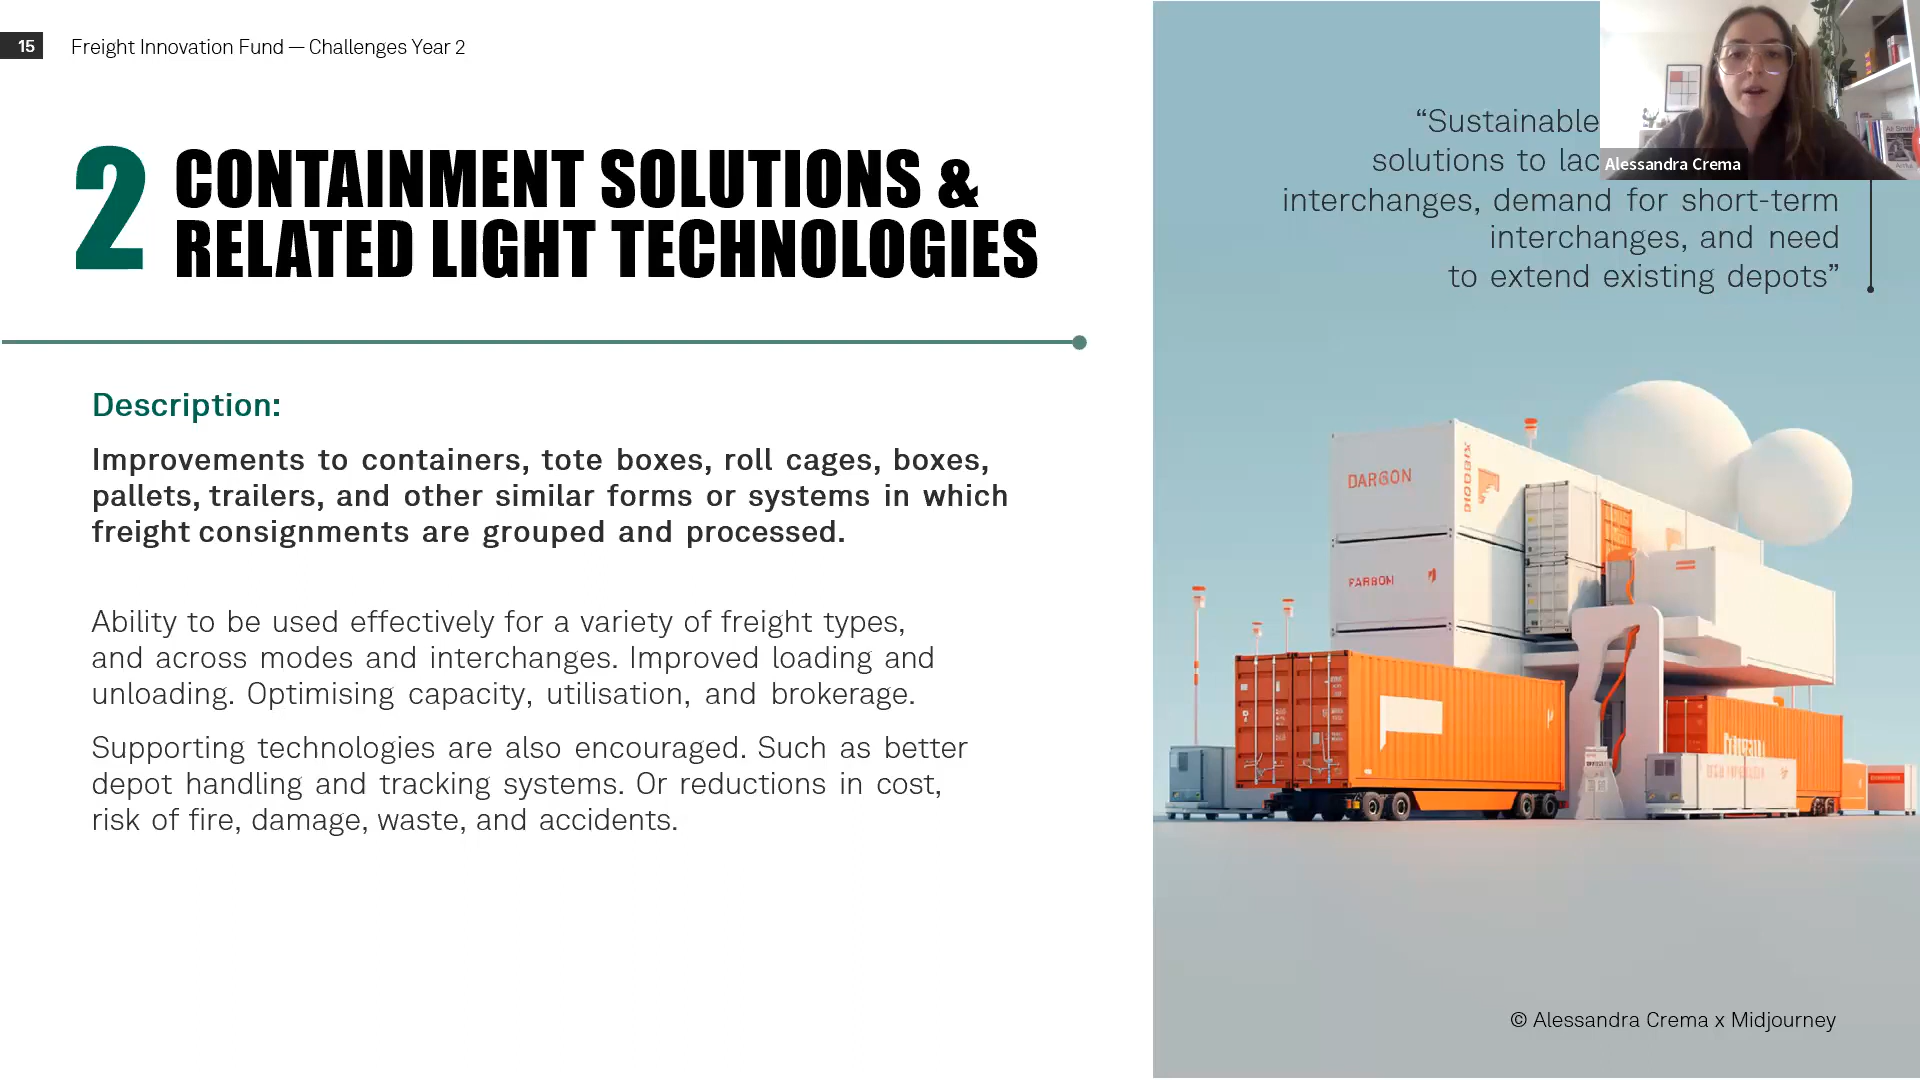 15
Freight Innovation Fund — Challenges Year 2
2
CONTAINMENT SOLUTIONS &
RELATED LIGHT TECHNOLOGIES
Description:
Improvements to containers, tote boxes, roll cages, boxes,
pallets, trailers, and other similar forms or systems in which
freight consignments are grouped and processed.
Ability to be used effectively for a variety of freight types,
and across modes and interchanges. Improved loading and
unloading. Optimising capacity, utilisation, and brokerage.
Supporting technologies are also encouraged. Such as better
depot handling and tracking systems. Or reductions in cost,
risk of fire, damage, waste, and accidents.
“Sustainable
solutions to lac
interchanges, demand for short-term
interchanges, and need
to extend existing depots”
Alessandra Crema
DARGON
FARBOM
© Alessandra Crema x Midjourney